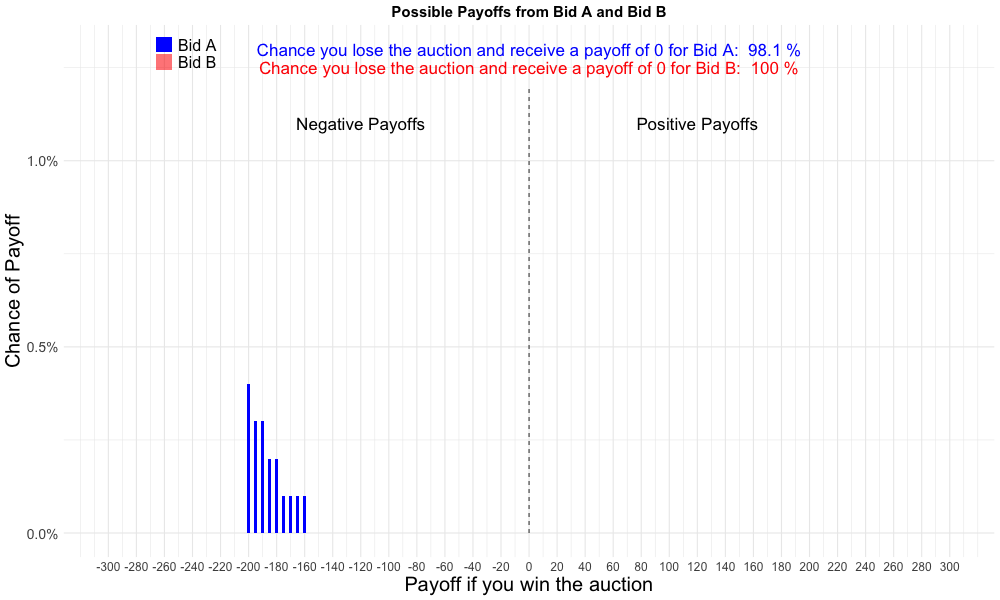 Possible Payoffs from Bid A and Bid B
Bid A
Bid B
Chance you lose the auction and receive a payoff of 0 for Bid A:  98.1 %
Chance you lose the auction and receive a payoff of 0 for Bid B:  100 %
Negative Payoffs
Positive Payoffs
Chance of Payoff
1.0%
0.5%
0.0%
-300 -280 -260 -240 -220 -200 -180 -160 -140 -120 -100 -80 -60 -40 -20 0 20 40 60 80 100 120 140 160 180 200 220 240 260 280 300
Payoff if you win the auction